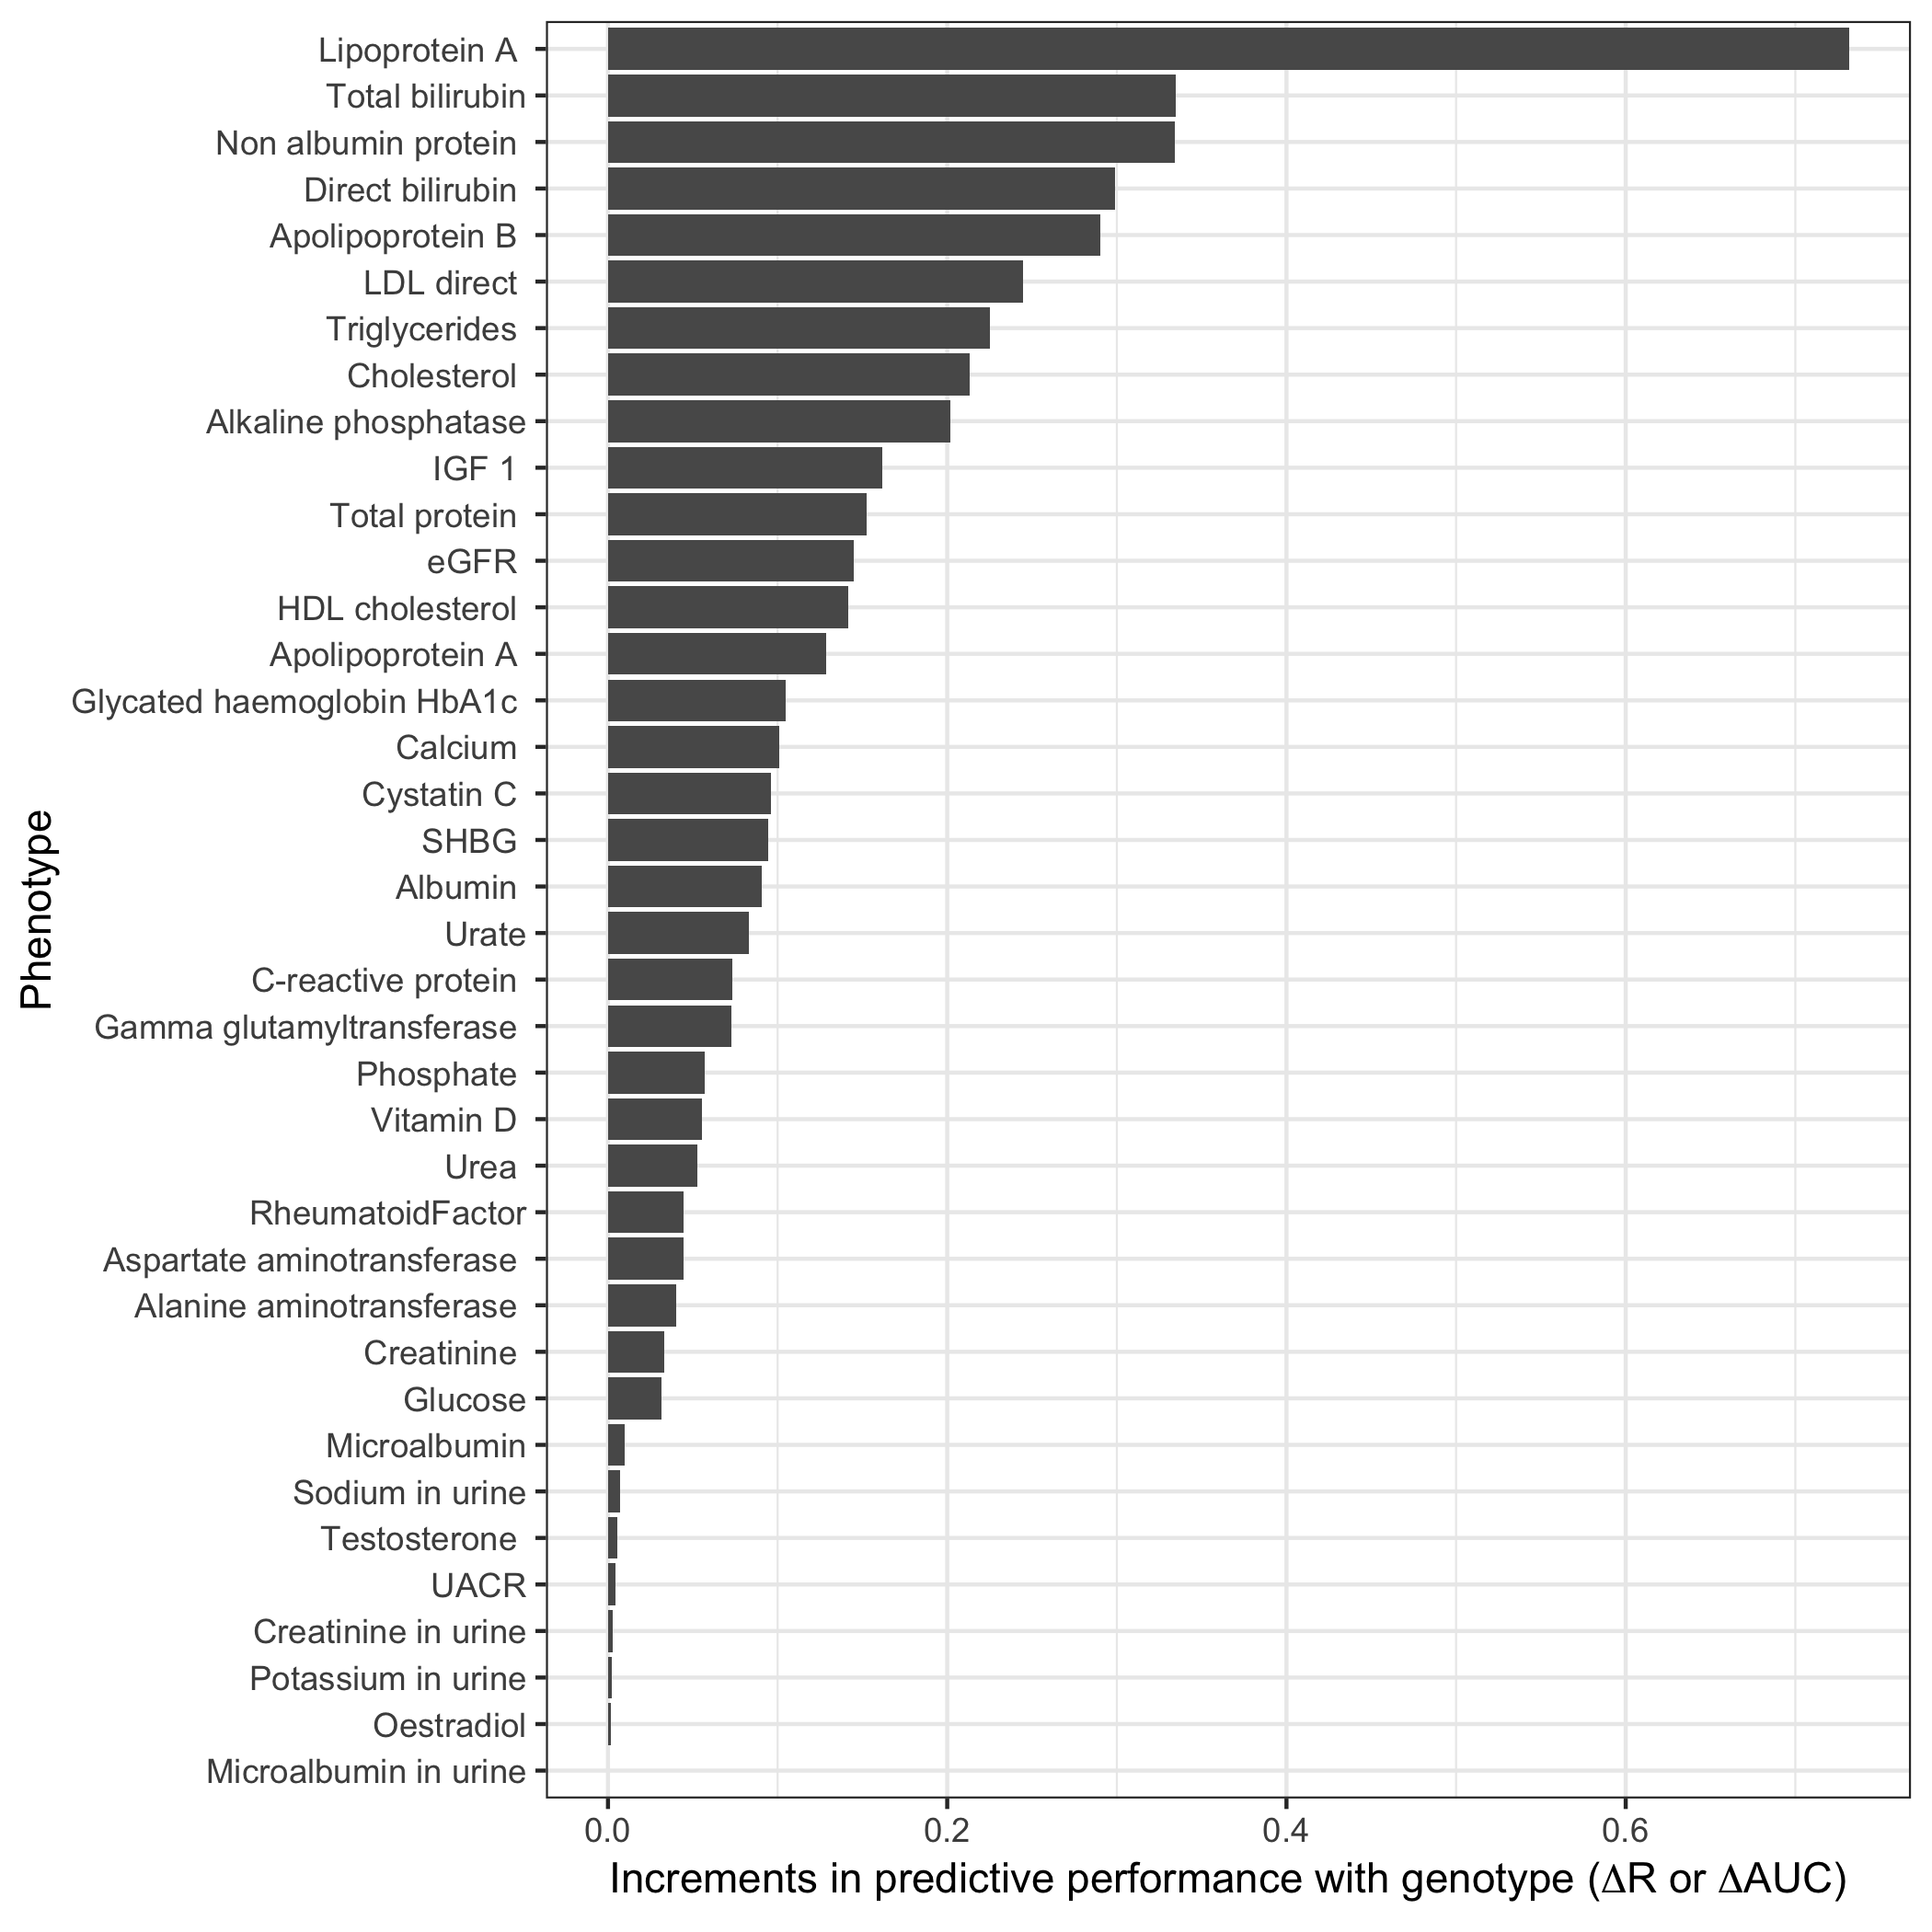 Lipoprotein A
Total bilirubin
Non albumin protein
Direct bilirubin
Apolipoprotein B
LDL direct
Triglycerides
Cholesterol
Alkaline phosphatase
IGF 1
Total protein
eGFR
HDL cholesterol
Apolipoprotein A
Glycated haemoglobin HbA1c
Calcium
Cystatin C
SHBG
Albumin
Urate
C-reactive protein
Gamma glutamyltransferase
Phosphate
Vitamin D
Urea
RheumatoidFactor
Aspartate aminotransferase
Alanine aminotransferase
Creatinine
Glucose
Microalbumin
Sodium in urine
Testosterone
UACR
Creatinine in urine
Potassium in urine
Oestradiol
Microalbumin in urine
Phenotype
0.0 0.2 0.4 0.6
Increments in predictive performance with genotype (ΔR or ΔAUC)